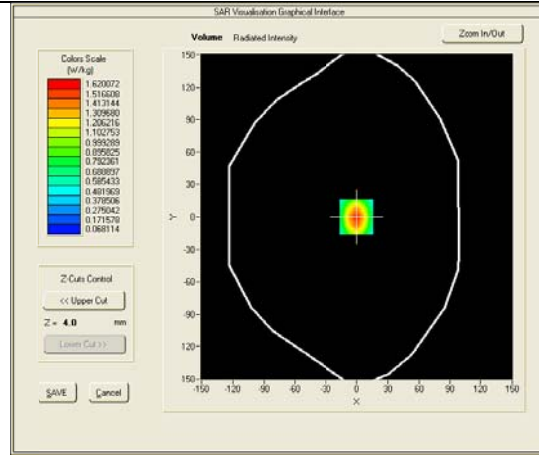 SAR Visualisation Graphical Interface
Volume Radiated Intensity
Zoom In/Out
Colors Scale
(W/kg)
1.620072
1.516608
1.413144
1.309680
1.206216
1.102753
0.999289
0.895825
0.792361
0.688897
0.585433
0.481969
0.378506
0.275042
0.171578
0.068114
Z-Cuts Control
<< Upper Cut
Z = 4.0 mm
Lower Cut >>
SAVE Cancel
150
120
90
60
30
0
-30
-60
-90
-120
150
Y
-150 -120 -90 -60 -30 0 30 60 90 120 150
X